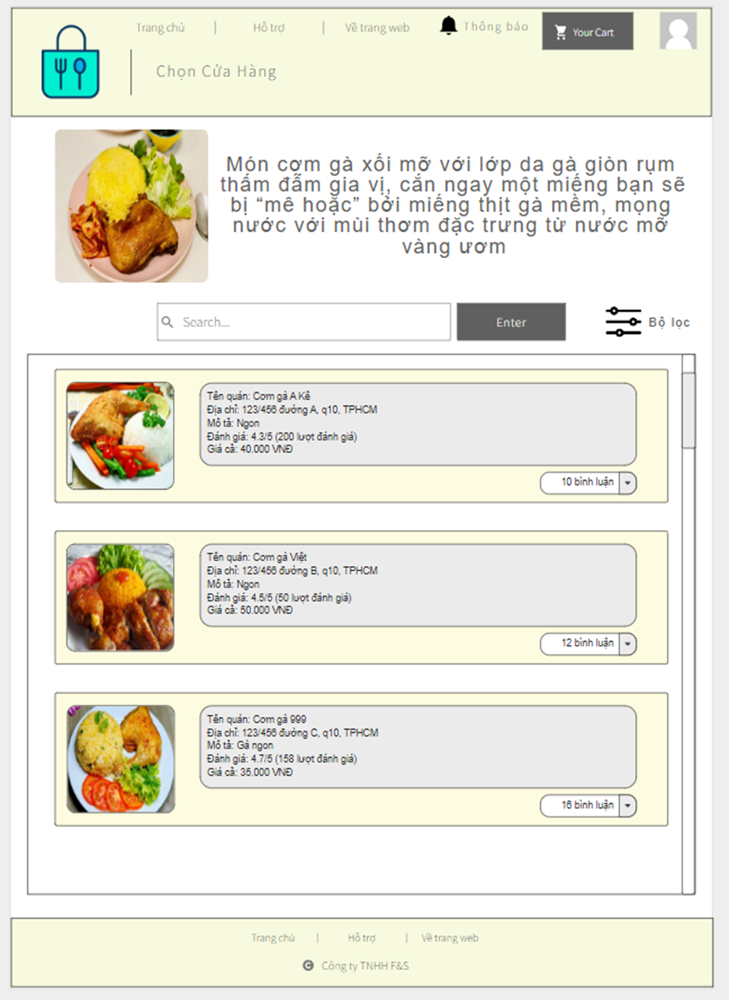 Trang chủ | Hỗ trợ | Về trang web Thông báo Your Cart
Chọn Cửa Hàng
Món cơm gà xối mỡ với lớp da gà giòn rụm
thấm đẫm gia vị, cắn ngay một miếng bạn sẽ
bị “mê hoặc” bởi miếng thịt gà mềm, mọng
nước với mùi thơm đặc trưng từ nước mỡ
vàng ươm
Search... Enter Bộ lọc
Tên quán: Cơm gà A Kê
Địa chỉ: 123/456 đường A, q10, TPHCM
Mô tả: Ngon
Đánh giá: 4.3/5 (200 lượt đánh giá)
Giá cả: 40.000 VNĐ
10 bình luận
Tên quán: Cơm gà Việt
Địa chỉ: 123/456 đường B, q10, TPHCM
Mô tả: Ngon
Đánh giá: 4.5/5 (50 lượt đánh giá)
Giá cả: 50.000 VNĐ
12 bình luận
Tên quán: Cơm gà 999
Địa chỉ: 123/456 đường C, q10, TPHCM
Mô tả: Gà ngon
Đánh giá: 4.7/5 (158 lượt đánh giá)
Giá cả: 35.000 VNĐ
16 bình luận
Trang chủ | Hỗ trợ | Về trang web
© Công ty TNHH F&S